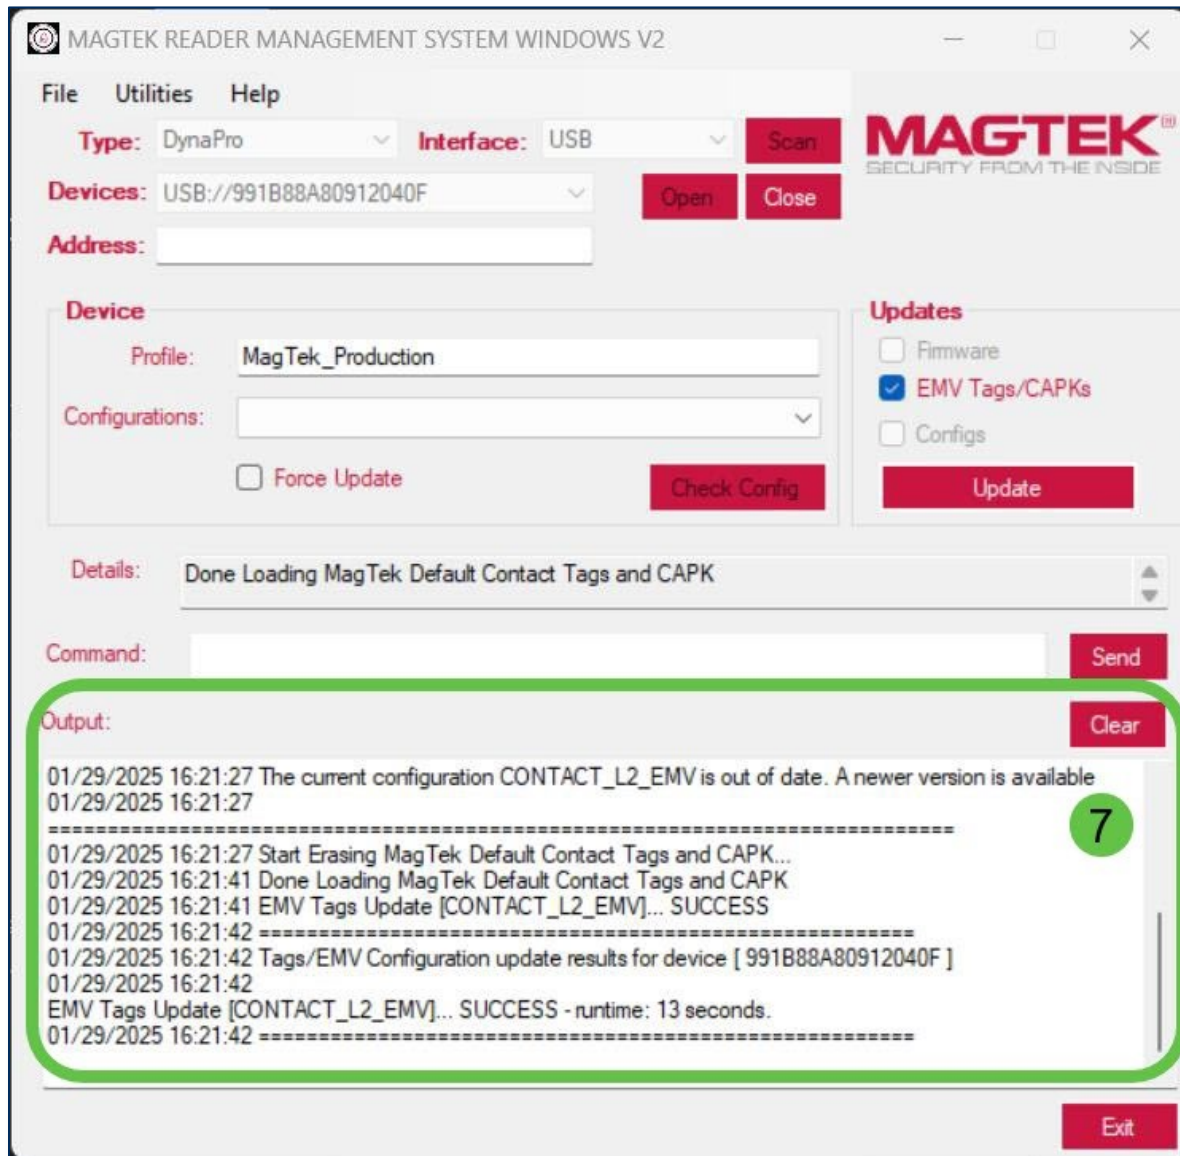 MAGTEK READER MANAGEMENT SYSTEM WINDOWS V2
File Utilities Help
Type: DynaPro Interface: USB Scan
MAGTEK®
SECURITY FROM THE INSIDE
Devices: USB://991B88A80912040F Open Close
Address:
Device
Profile: MagTek_Production
Configurations:
Force Update Check Config
Updates
Firmware
EMV Tags/CAPKs
Configs
Update
Details: Done Loading MagTek Default Contact Tags and CAPK
Command: Send
Output: Clear
01/29/2025 16:21:27 The current configuration CONTACT_L2_EMV is out of date. A newer version is available
01/29/2025 16:21:27
============================================================================
01/29/2025 16:21:27 Start Erasing MagTek Default Contact Tags and CAPK...
01/29/2025 16:21:41 Done Loading MagTek Default Contact Tags and CAPK
01/29/2025 16:21:41 EMV Tags Update [CONTACT_L2_EMV]... SUCCESS
01/29/2025 16:21:42 =======================================================
01/29/2025 16:21:42 Tags/EMV Configuration update results for device [ 991B88A80912040F ]
01/29/2025 16:21:42
EMV Tags Update [CONTACT_L2_EMV]... SUCCESS - runtime: 13 seconds.
01/29/2025 16:21:42 =======================================================
7
Exit